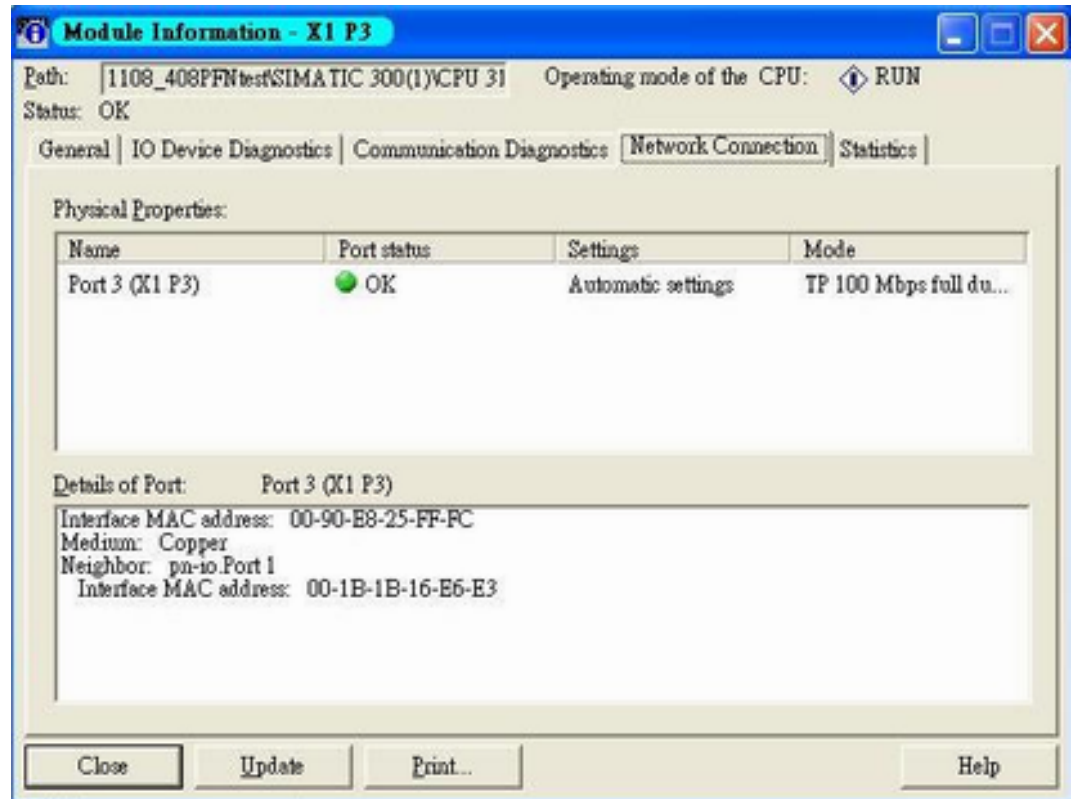 Module Information - X1 P3
Path: 1108_408PFNtest\SIMATIC 300(1)\CPU 31 Operating mode of the CPU: RUN
Status: OK
General IO Device Diagnostics Communication Diagnostics Network Connection Statistics
Physical Properties:
Name Port status Settings Mode
Port 3 (X1 P3) OK Automatic settings TP 100 Mbps full du...
Details of Port: Port 3 (X1 P3)
Interface MAC address: 00-90-E8-25-FF-FC
Medium: Copper
Neighbor: pn-io.Port 1
Interface MAC address: 00-1B-1B-16-E6-E3
Close Update Print... Help